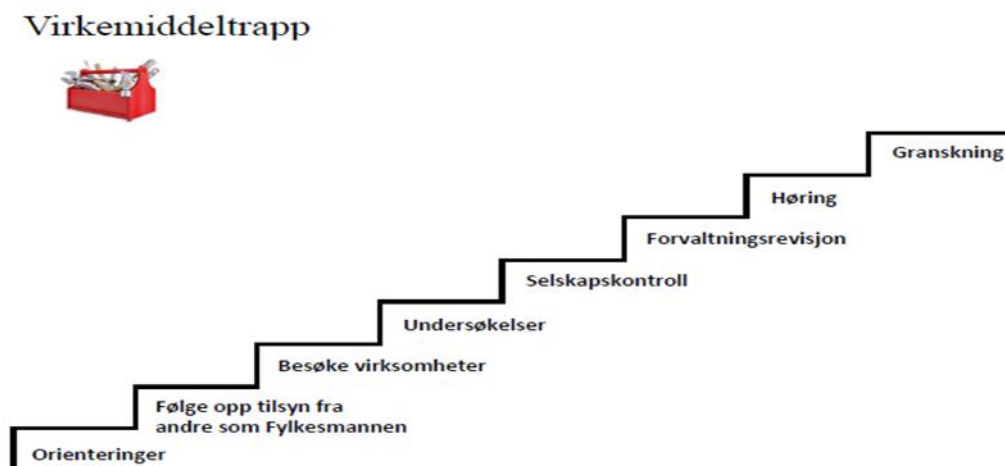 Virkemiddeltrapp
Granskning
Høring
Forvaltningsrevisjon
Selskapskontroll
Undersøkelser
Besøke virksomheter
Følge opp tilsyn fra
andre som Fylkesmannen
Orienteringer